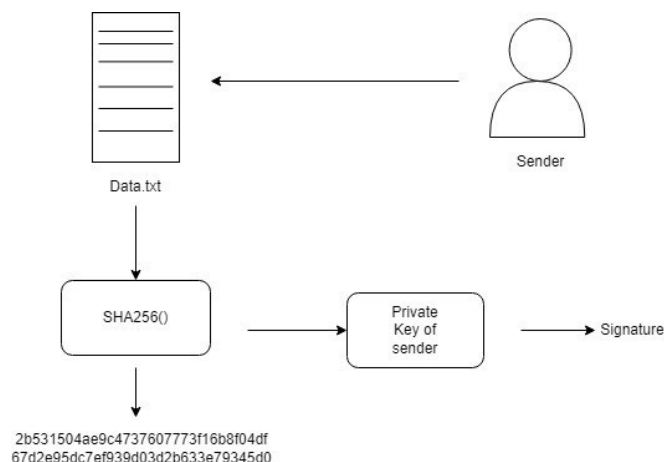 Sender
Data.txt
SHA256()
Private
Key of
sender
Signature
2b531504ae9c4737607773f16b8f04df
67d2e95dc7ef939d03d2b633e79345d0